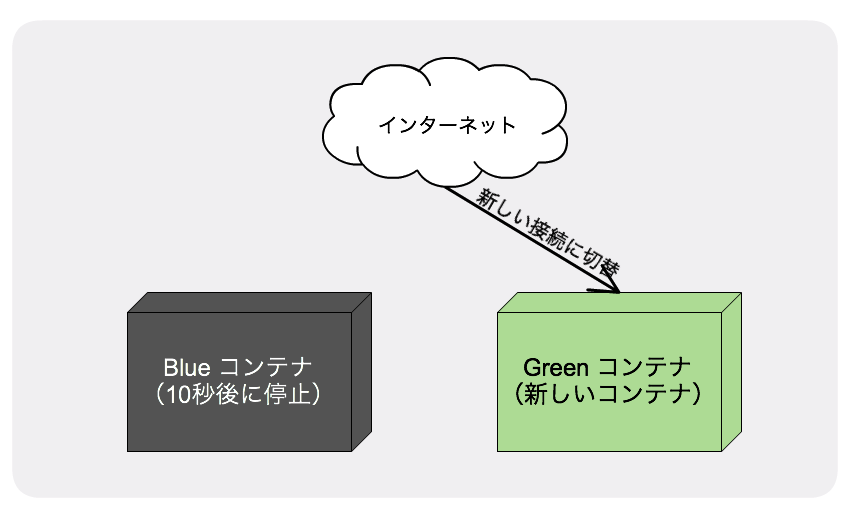 インターネット
新しい接続に切替
Blue コンテナ
（10秒後に停止）
Green コンテナ
（新しいコンテナ）